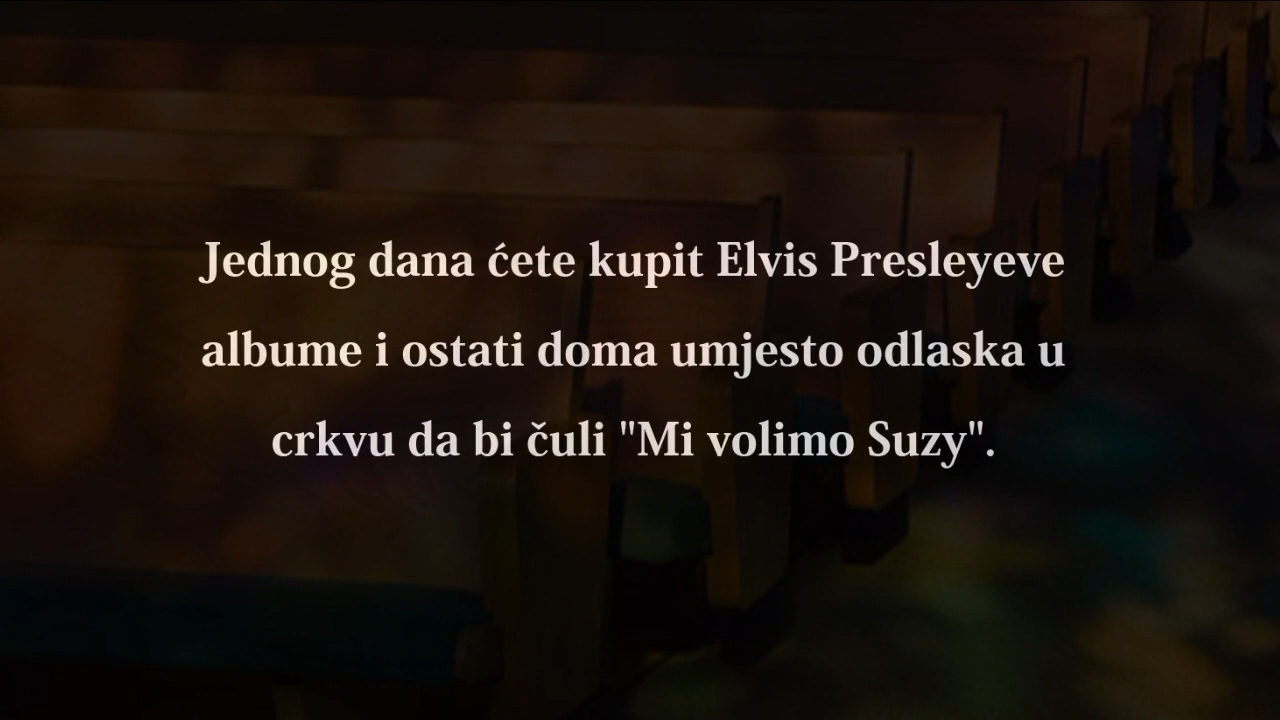 Jednog dana ćete kupit Elvis Presleyeve
albume i ostati doma umjesto odlaska u
crkvu da bi čuli "Mi volimo Suzy".